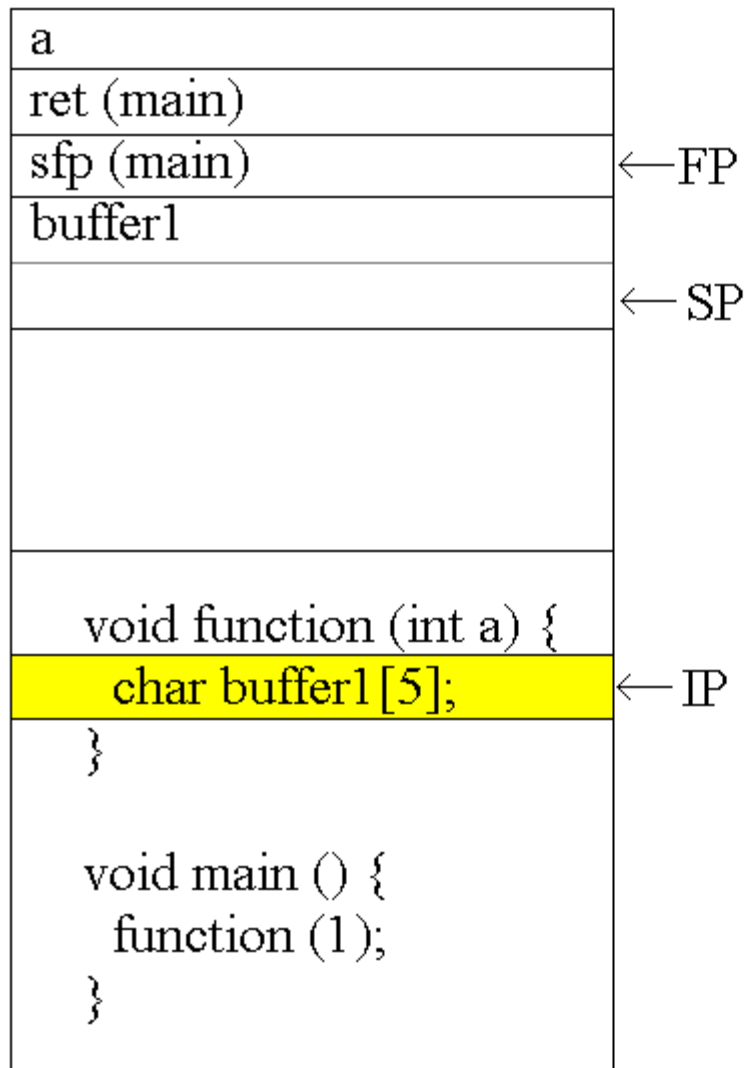 a
ret (main)
sfp (main)
FP
buffer1
SP
void function (int a) {
char buffer1[5];
IP
}
void main () {
function (1);
}